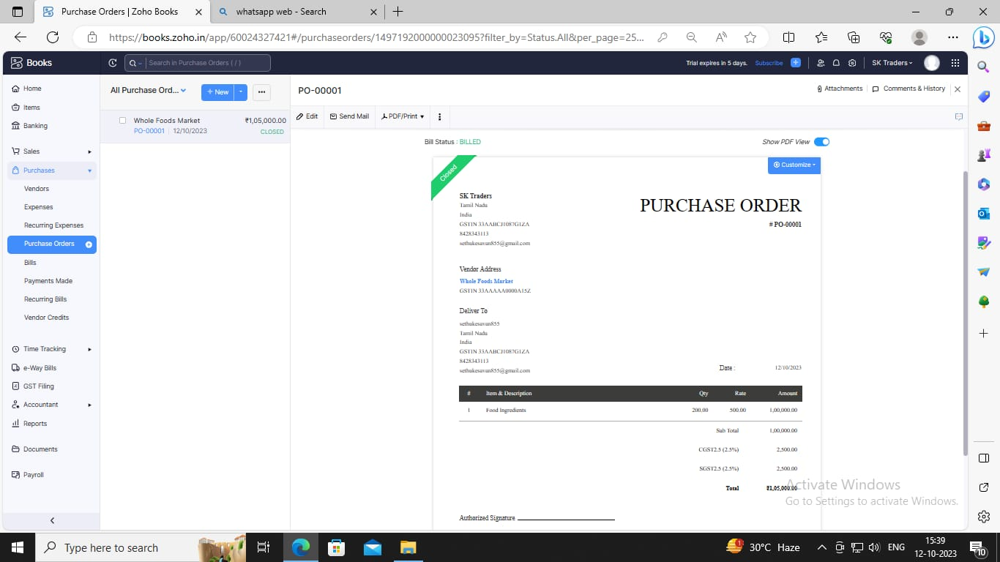 Purchase Orders | Zoho Books
whatsapp web - Search
https://books.zoho.in/app/60024327421#/purchaseorders/1497192000000023095?filter_by=Status.All&per_page=25...
Books
Search in Purchase Orders ( / )
Trial expires in 5 days. Subscribe
SK Traders
Home
Items
Banking
Sales
Purchases
Vendors
Expenses
Recurring Expenses
Purchase Orders
Bills
Payments Made
Recurring Bills
Vendor Credits
Time Tracking
e-Way Bills
GST Filing
Accountant
Reports
Documents
Payroll
All Purchase Ord...
+ New
Whole Foods Market ₹1,05,000.00
PO-00001 | 12/10/2023 CLOSED
PO-00001
Attachments
Comments & History
Edit
Send Mail
PDF/Print
Bill Status : BILLED
Show PDF View
Customize
Closed
SK Traders
Tamil Nadu
India
GSTIN 33AABCJ1087G1ZA
8428343113
sethukesavan855@gmail.com
PURCHASE ORDER
# PO-00001
Vendor Address
Whole Foods Market
GSTIN 33AAAAA0000A15Z
Deliver To
sethukesavan855
Tamil Nadu
India
GSTIN 33AABCJ1087G1ZA
8428343113
sethukesavan855@gmail.com
Date : 12/10/2023
# Item & Description Qty Rate Amount
1 Food Ingredients 200.00 500.00 1,00,000.00
Sub Total 1,00,000.00
CGST2.5 (2.5%) 2,500.00
SGST2.5 (2.5%) 2,500.00
Total ₹1,05,000.00
Authorized Signature
Activate Windows
Go to Settings to activate Windows.
Type here to search
30°C Haze
ENG
15:39
12-10-2023
10